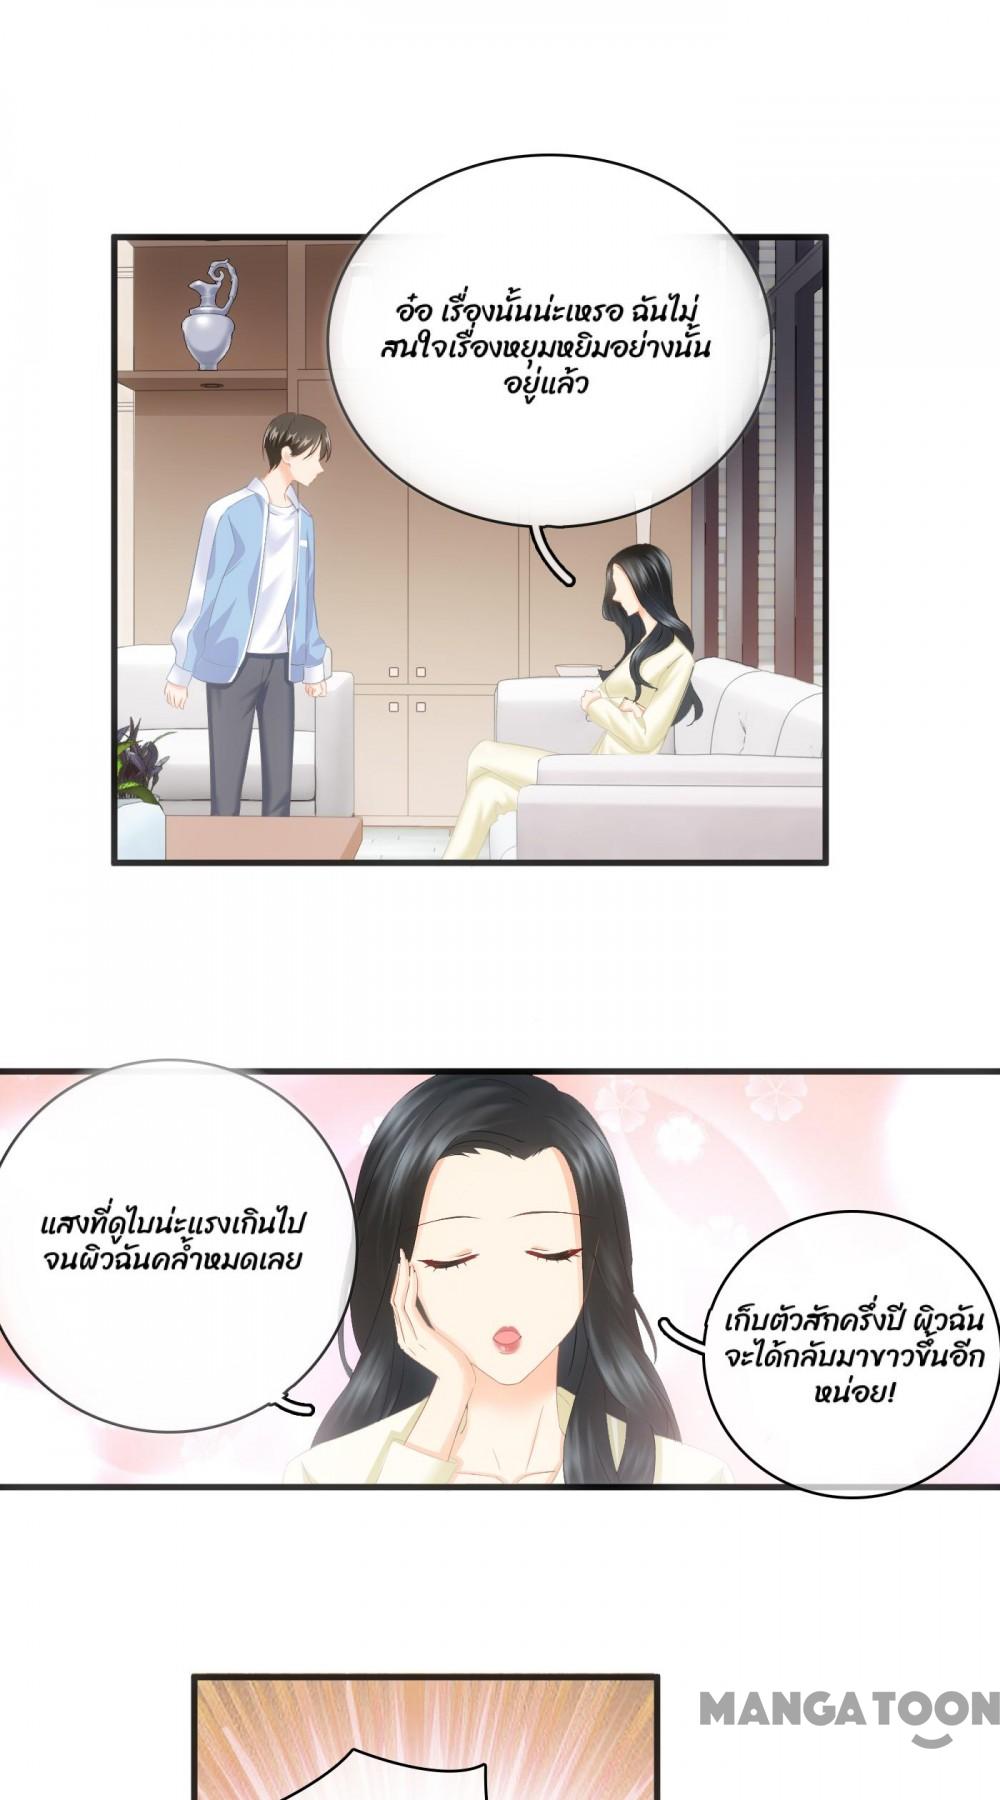 อ๋อ เรื่องนั้นน่ะเหรอ ฉันไม่
สนใจเรื่องหยุมหยิมอย่างนั้น
อยู่แล้ว
แสงที่ดูไบน่ะแรงเกินไป
จนผิวฉันคล้ำหมดเลย
เก็บตัวสักครึ่งปี ผิวฉัน
จะได้กลับมาขาวขึ้นอีก
หน่อย!
MANGATOON